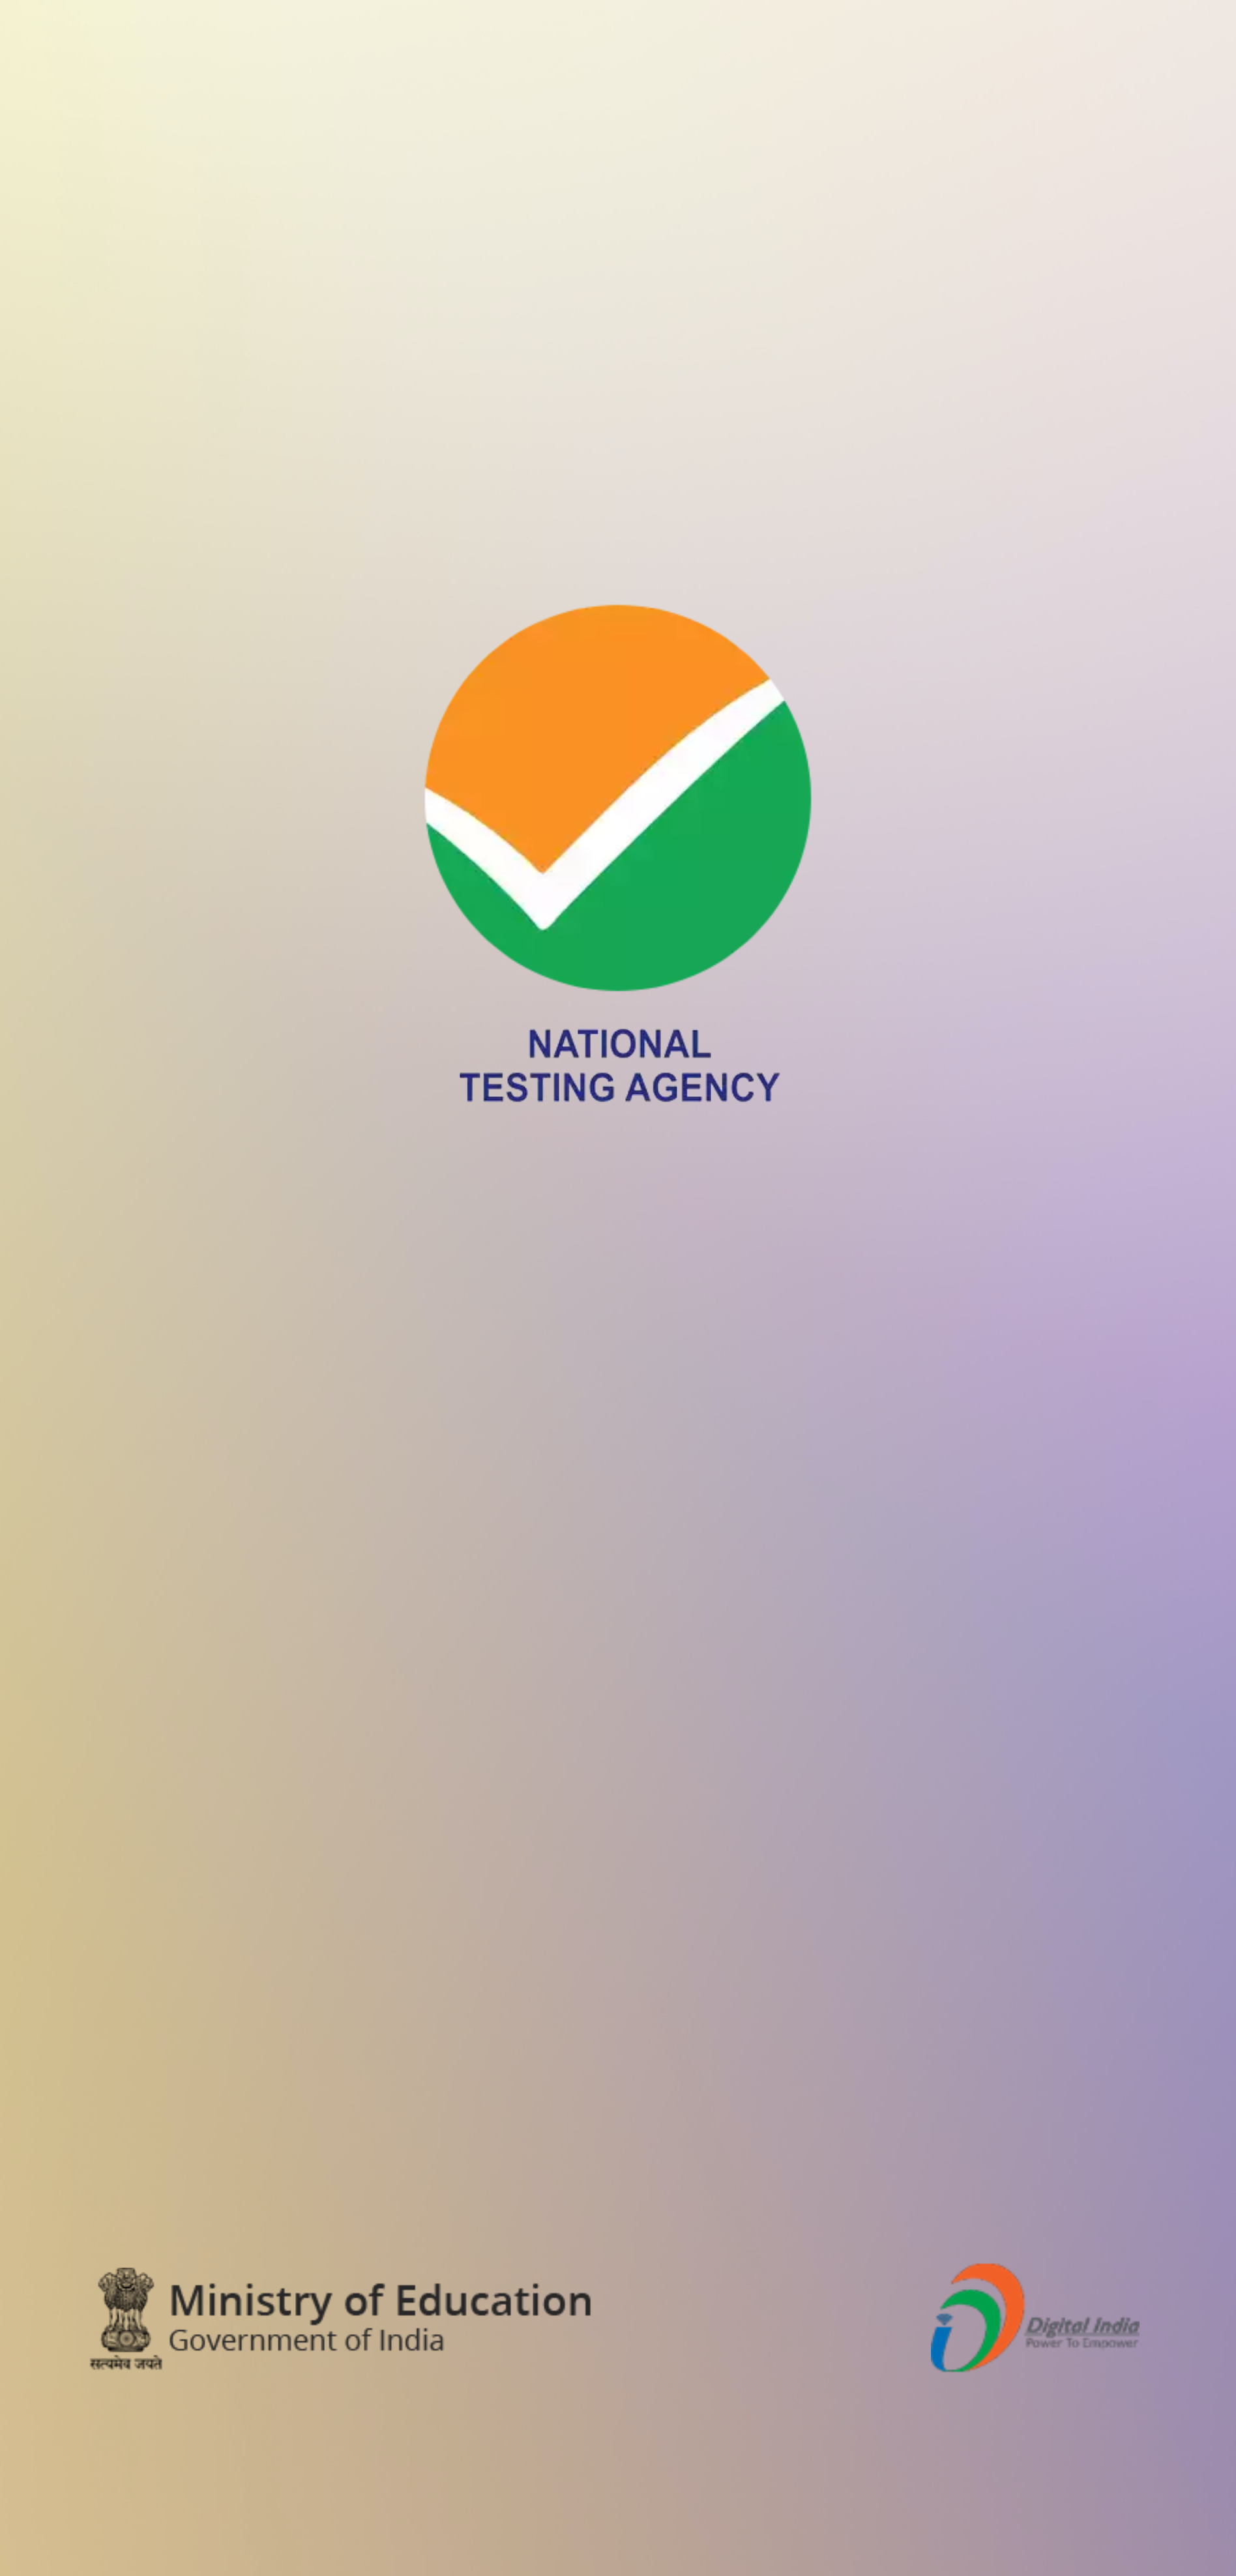 NATIONAL
TESTING AGENCY
Ministry of Education
Government of India
सत्यमेव जयते
Digital India
Power To Empower